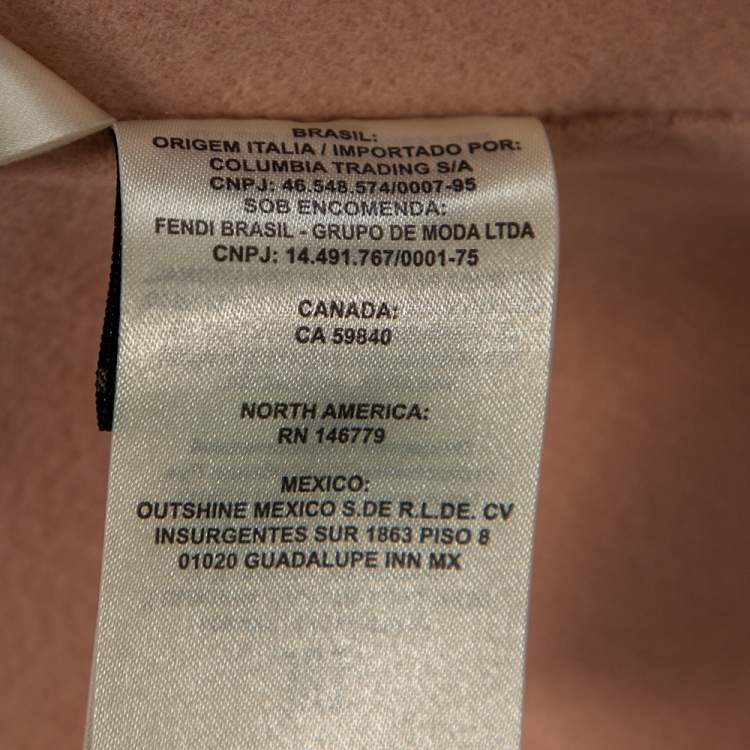 BRASIL:
ORIGEM ITALIA / IMPORTADO POR:
COLUMBIA TRADING S/A
CNPJ: 46.548.574/0007-95
SOB ENCOMENDA:
FENDI BRASIL - GRUPO DE MODA LTDA
CNPJ: 14.491.767/0001-75
CANADA:
CA 59840
NORTH AMERICA:
RN 146779
MEXICO:
OUTSHINE MEXICO S.DE R.L.DE. CV
INSURGENTES SUR 1863 PISO 8
01020 GUADALUPE INN MX